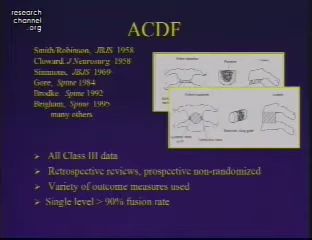 research
channel
.org
ACDF
Smith/Robinson, JBJS 1958
Cloward, J Neurosurg 1958
Simmons, JBJS 1969
Gore, Spine 1984
Brodke Spine 1992
Brigham, Spine 1995
many others
All Class III data
Retrospective reviews, prospective non-randomized
Variety of outcome measures used
Single level > 90% fusion rate